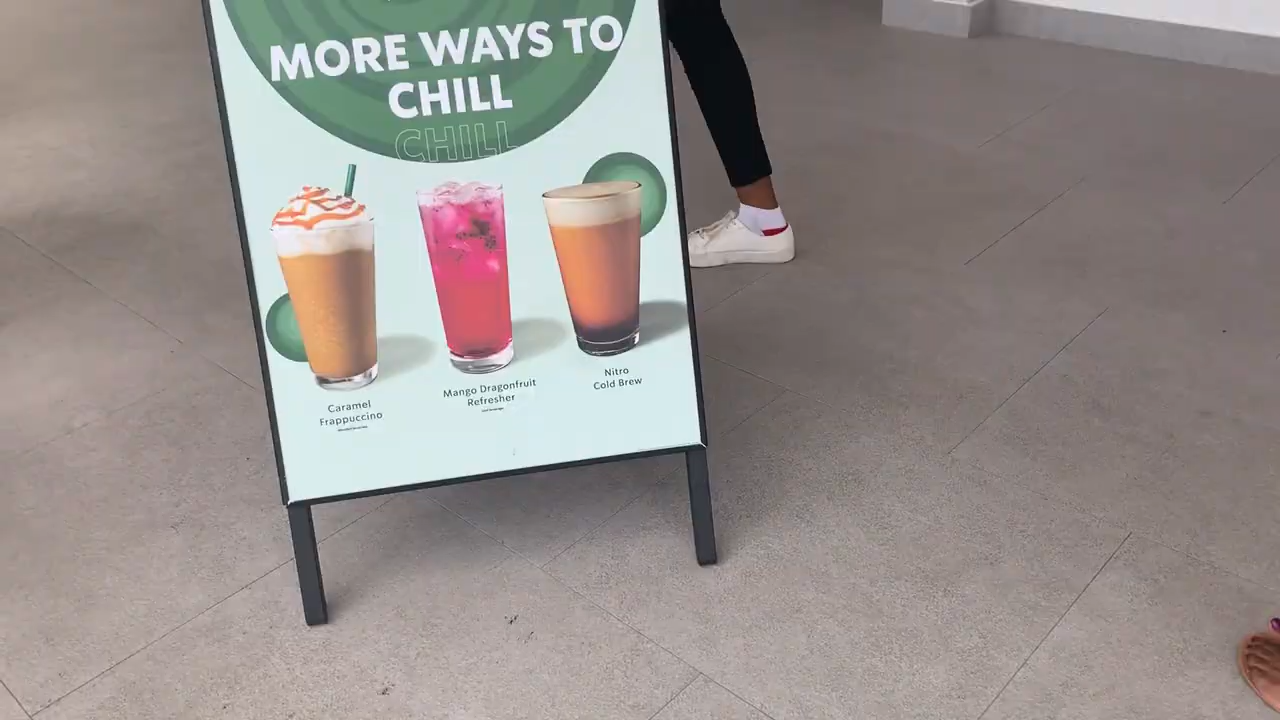 MORE WAYS TO
CHILL
CHILL
Caramel
Frappuccino
Mango Dragonfruit
Refresher
Nitro
Cold Brew